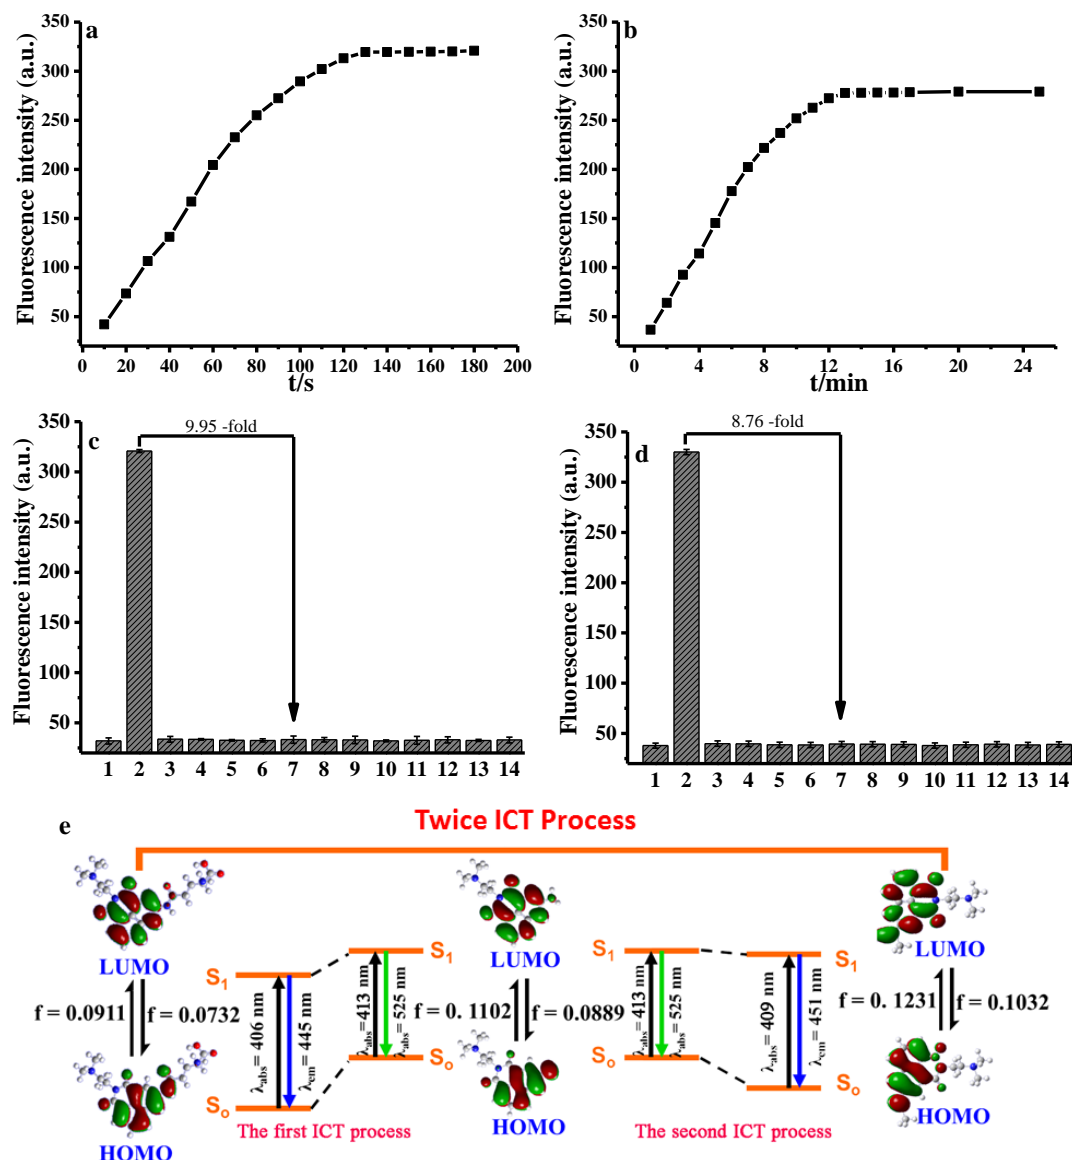 a
Fluorescence intensity (a.u.)
350
300
250
200
150
100
50
0 20 40 60 80 100 120 140 160 180 200
t/s
b
Fluorescence intensity (a.u.)
350
300
250
200
150
100
50
0 4 8 12 16 20 24
t/min
c
9.95 -fold
Fluorescence intensity (a.u.)
350
300
250
200
150
100
50
1 2 3 4 5 6 7 8 9 10 11 12 13 14
d
8.76 -fold
Fluorescence intensity (a.u.)
350
300
250
200
150
100
50
1 2 3 4 5 6 7 8 9 10 11 12 13 14
e
Twice ICT Process
LUMO
f = 0.0911
f = 0.0732
HOMO
S1
So
λabs = 406 nm
λem = 445 nm
λabs=413 nm
λabs= 525 nm
S1
So
The first ICT process
LUMO
f = 0. 1102
f = 0.0889
HOMO
S1
So
λabs=413 nm
λabs= 525 nm
λabs= 409 nm
λem= 451 nm
S1
So
The second ICT process
LUMO
f = 0. 1231
f = 0.1032
HOMO